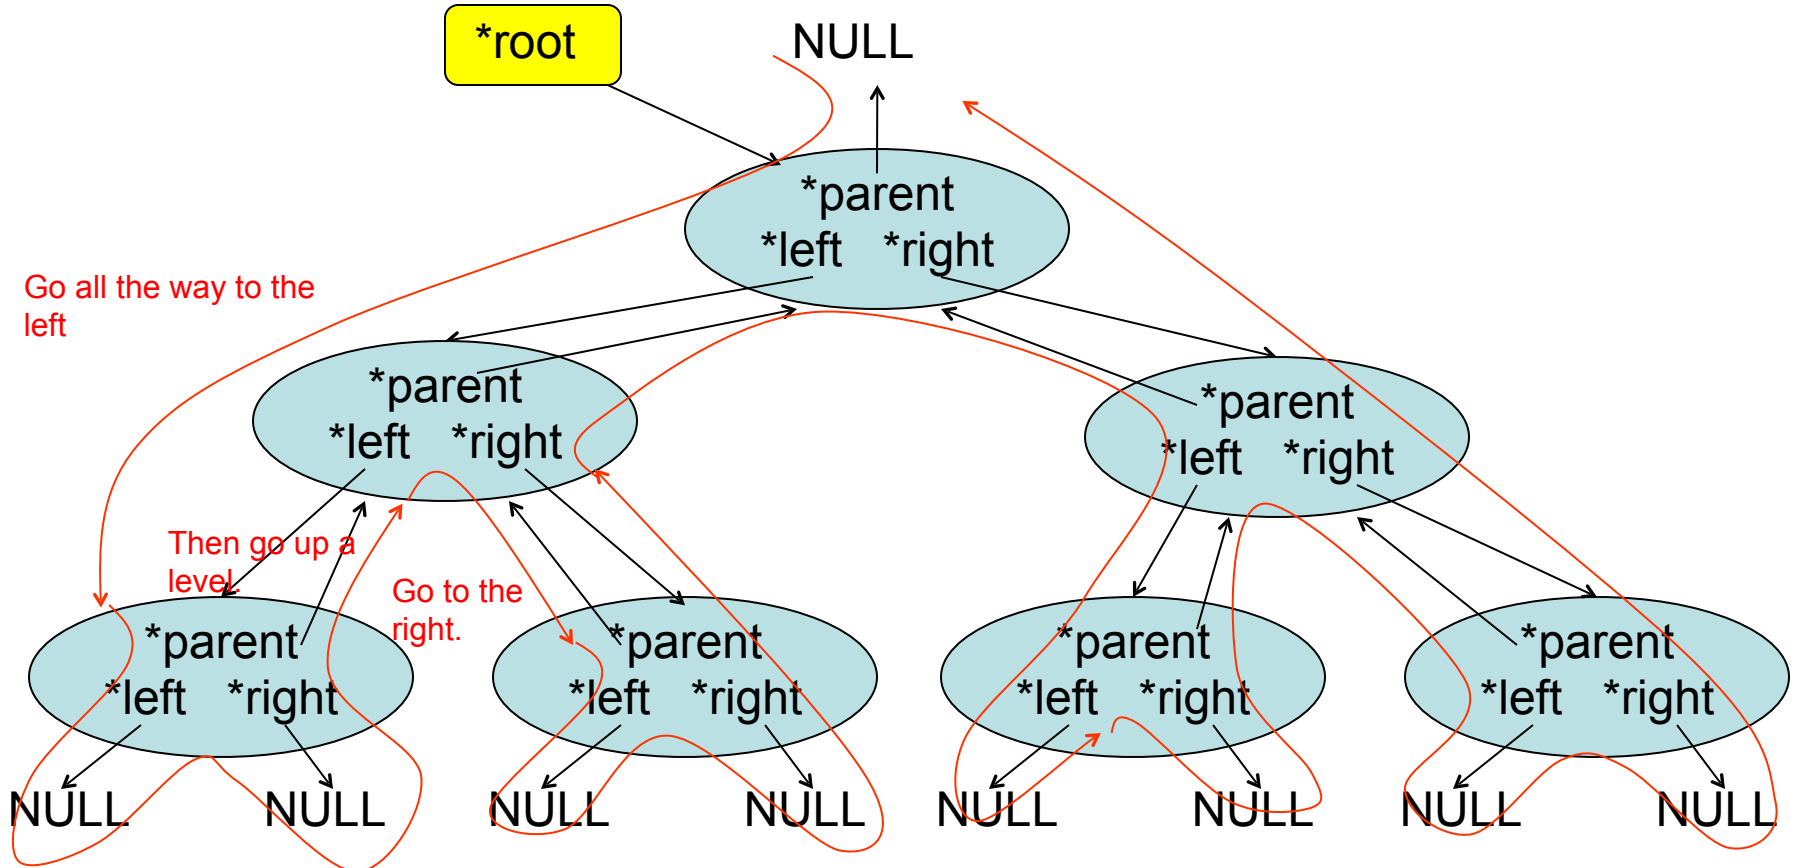 *root
NULL
*parent
*left *right
Go all the way to the
left
*parent
*left *right
*parent
*left *right
Then go up a
level.
Go to the
right.
*parent
*left *right
*parent
*left *right
*parent
*left *right
*parent
*left *right
NULL NULL NULL NULL NULL NULL NULL NULL